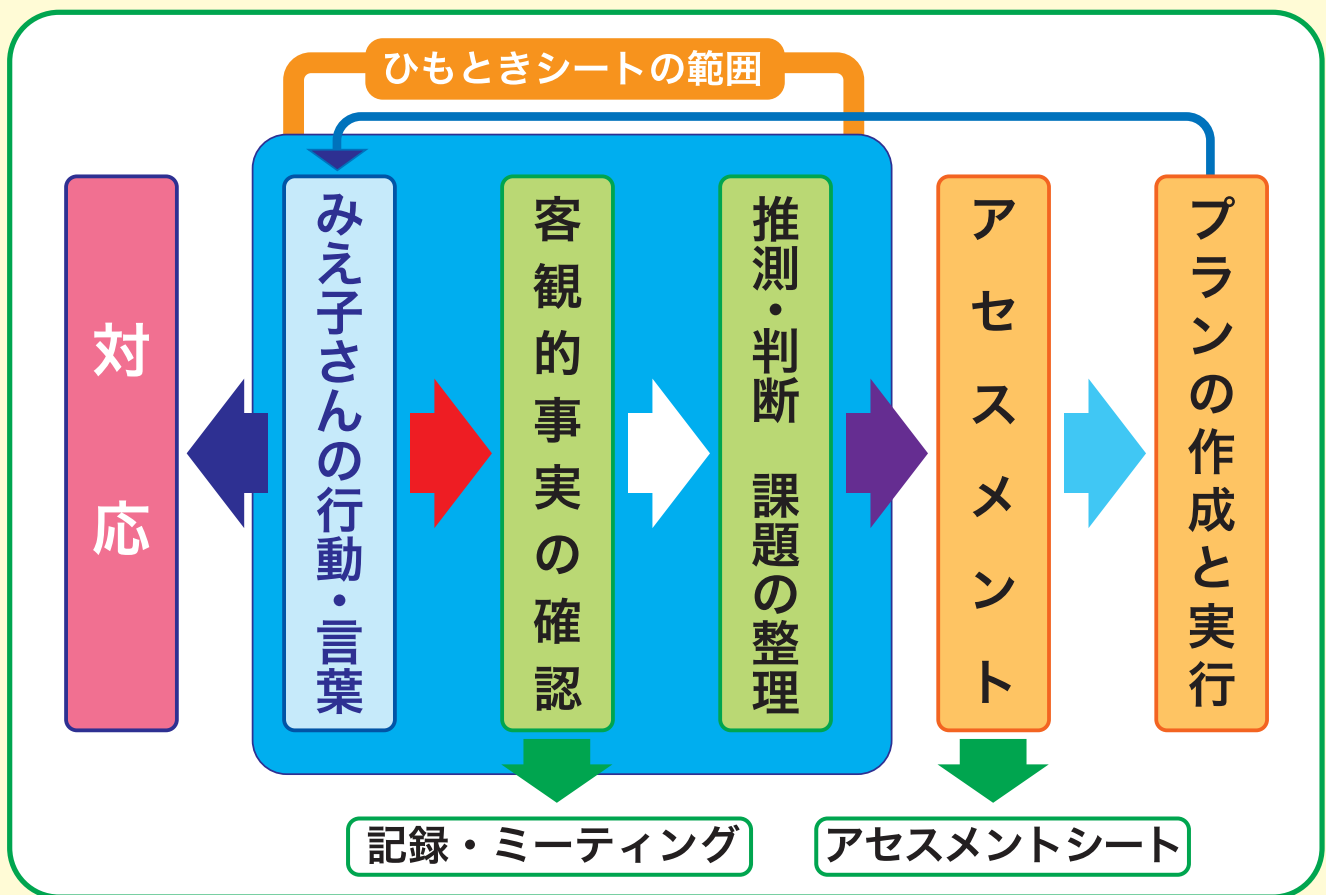 ひもときシートの範囲
対応
みえ子さんの行動・言葉
客観的事実の確認
推測・判断　課題の整理
アセスメント
プランの作成と実行
記録・ミーティング
アセスメントシート